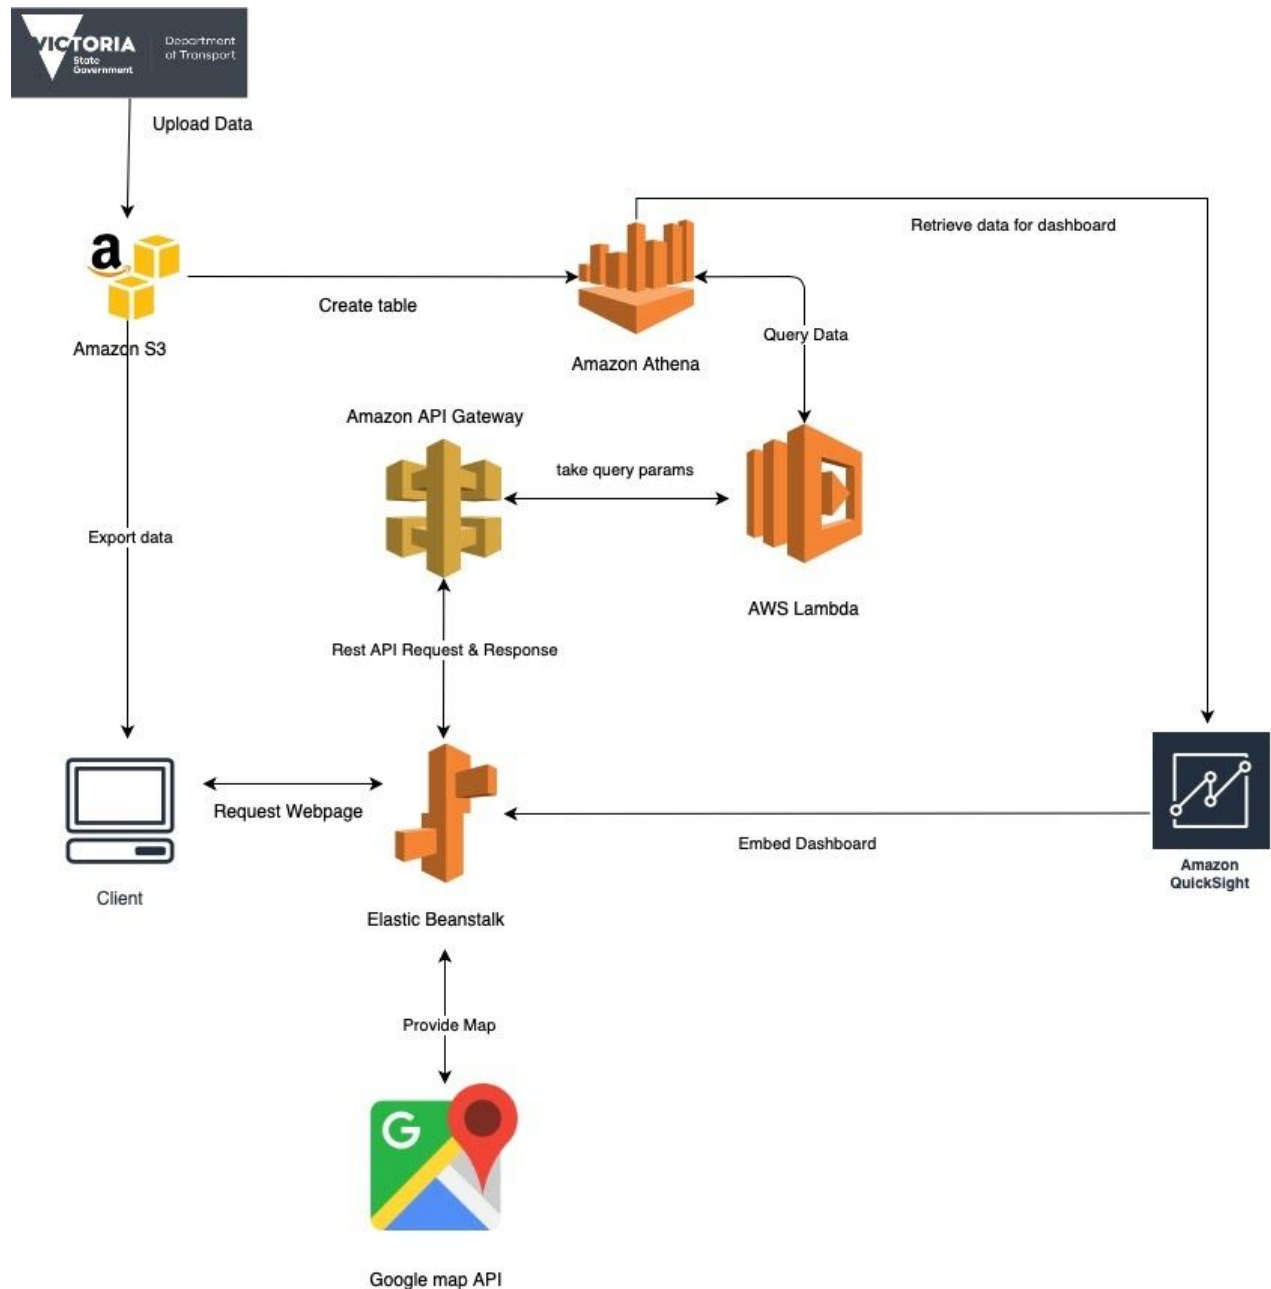 VICTORIA
State
Government
Department
of Transport
Upload Data
Retrieve data for dashboard
a
Create table
Query Data
Amazon S3
Amazon Athena
Amazon API Gateway
take query params
Export data
AWS Lambda
Rest API Request & Response
Request Webpage
Embed Dashboard
Amazon
QuickSight
Client
Elastic Beanstalk
Provide Map
G
Google map API